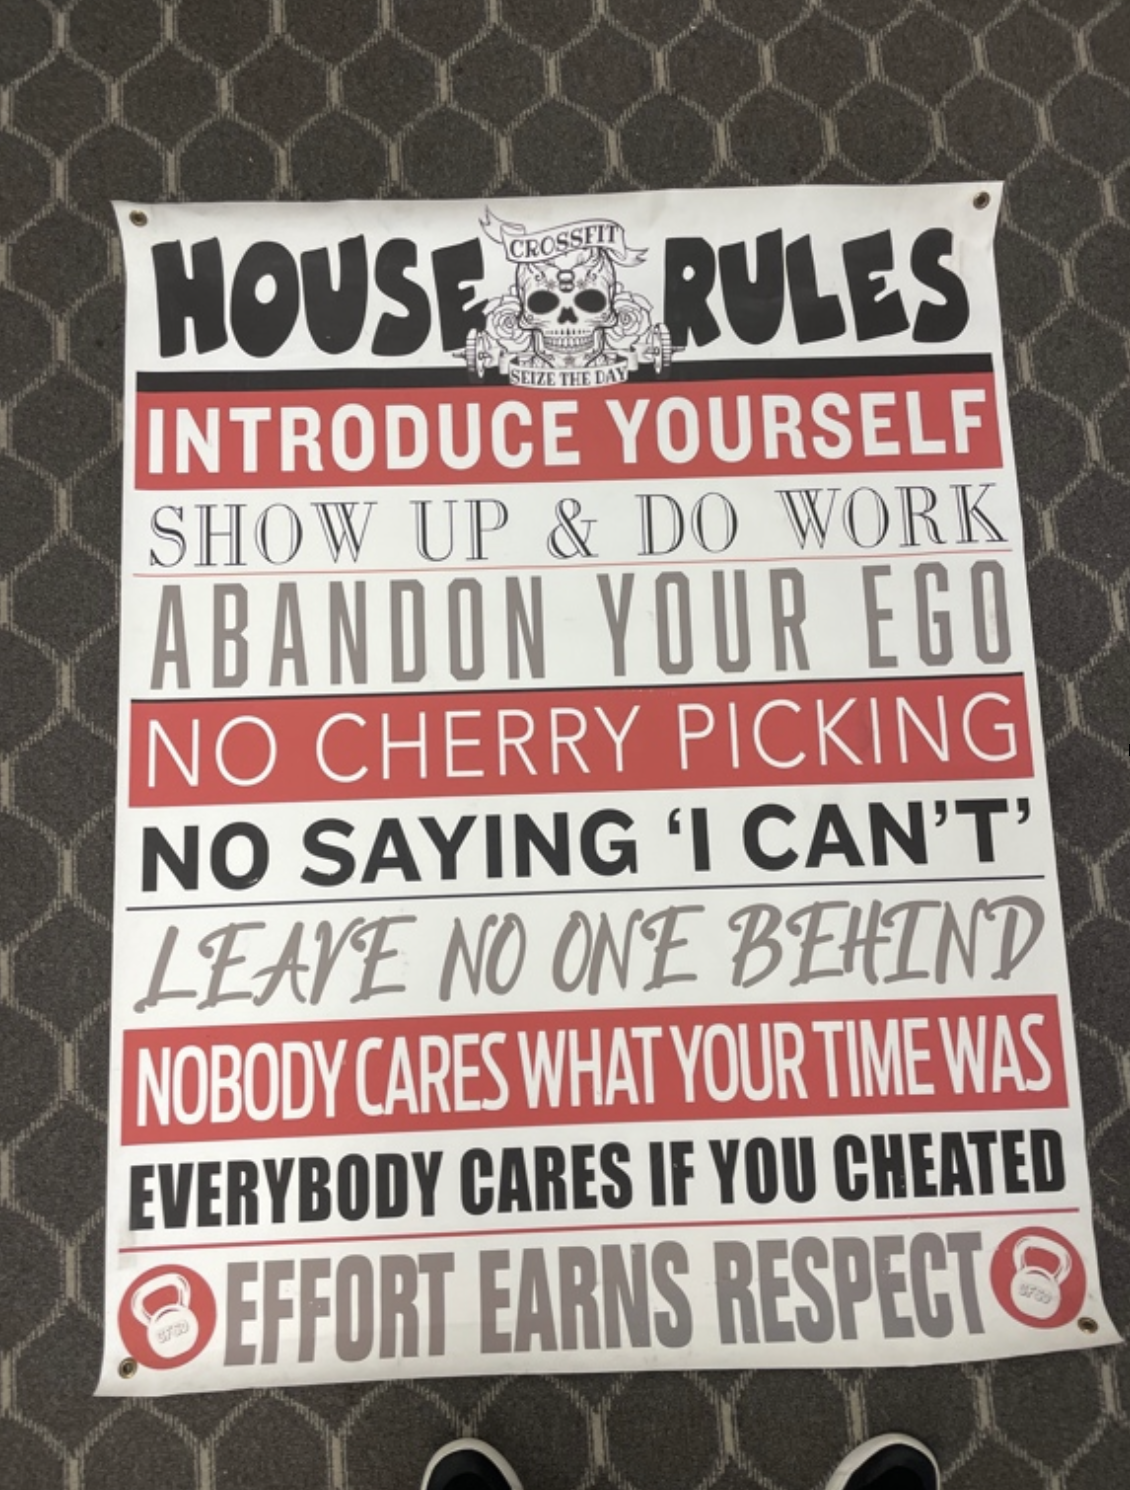 HOUSE RULES
CROSSFIT
SEIZE THE DAY
INTRODUCE YOURSELF
SHOW UP & DO WORK
ABANDON YOUR EGO
NO CHERRY PICKING
NO SAYING ‘I CAN’T’
LEAVE NO ONE BEHIND
NOBODY CARES WHAT YOUR TIME WAS
EVERYBODY CARES IF YOU CHEATED
EFFORT EARNS RESPECT
CFSD
CFSD